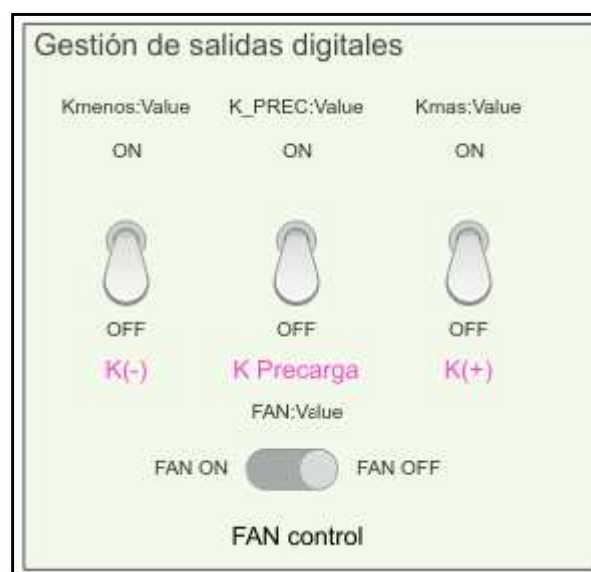 Gestión de salidas digitales
Kmenos:Value K_PREC:Value Kmas:Value
ON ON ON
OFF OFF OFF
K(-) K Precarga K(+)
FAN:Value
FAN ON FAN OFF
FAN control